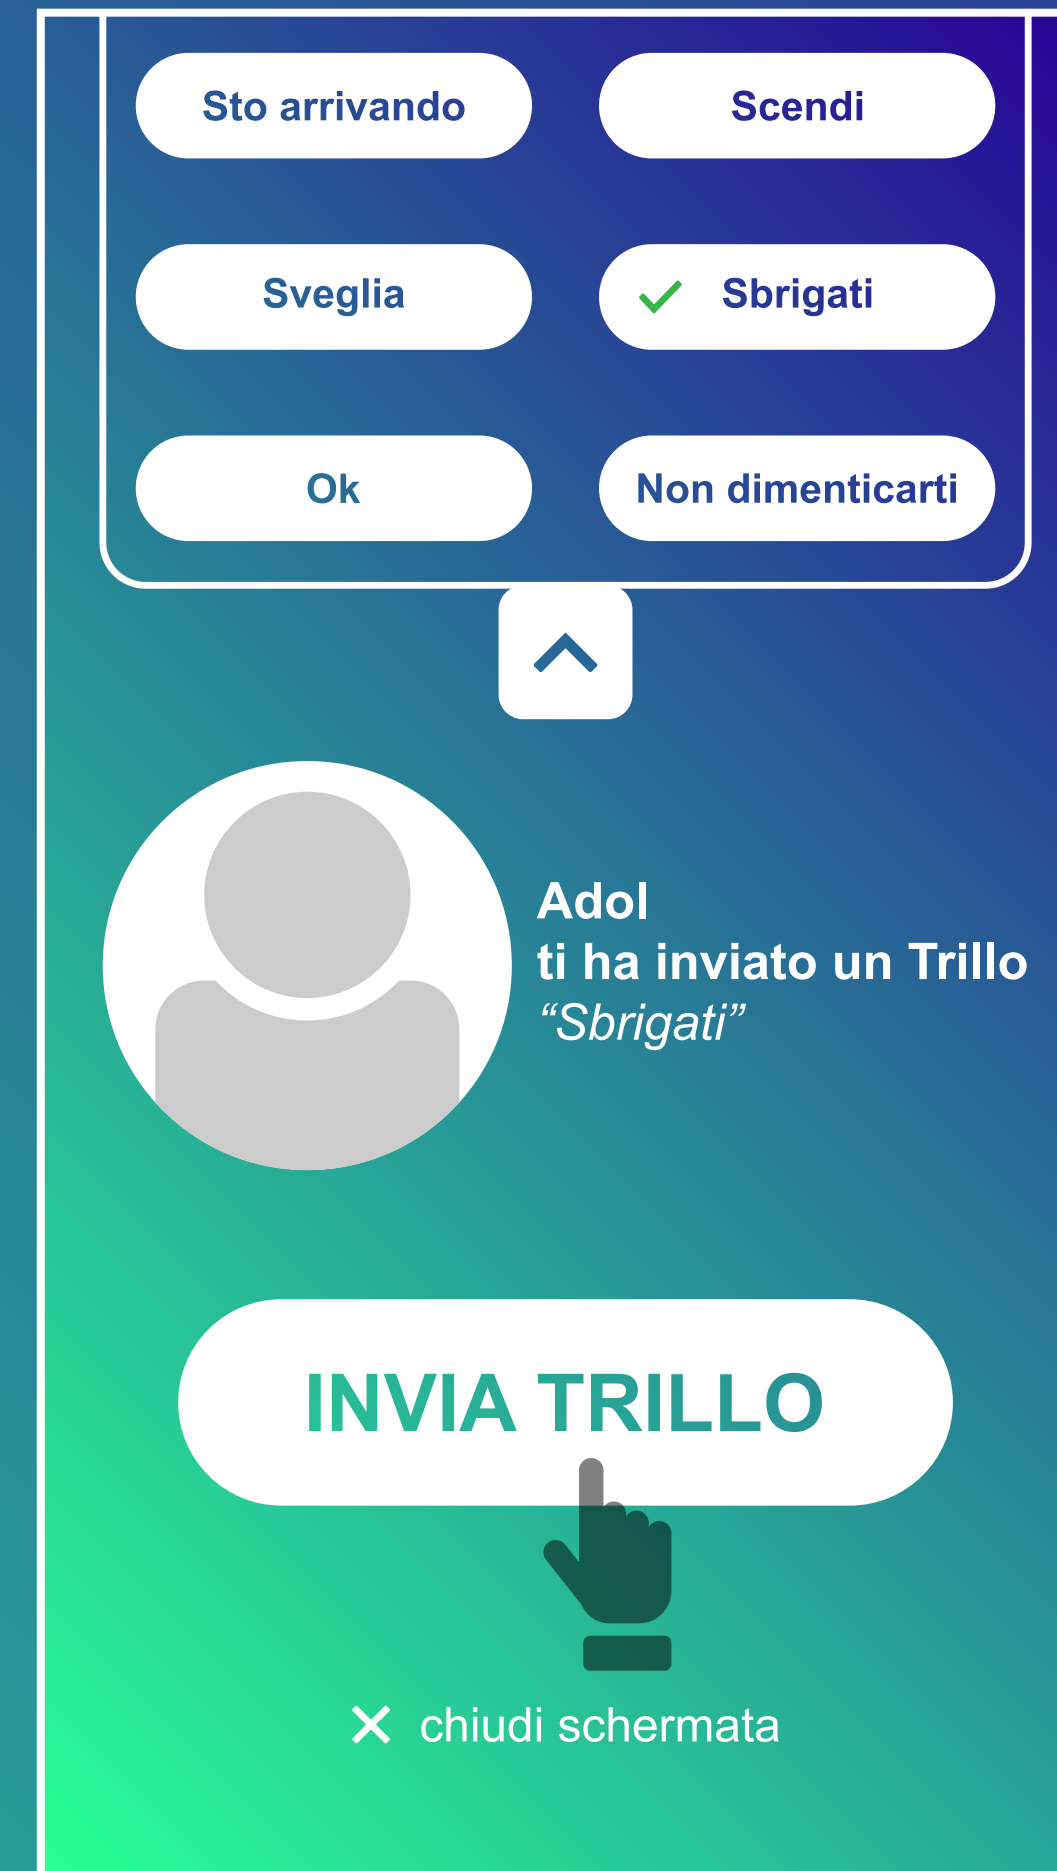 Sto arrivando
Scendi
Sveglia
Sbrigati
Ok
Non dimenticarti
Adol
ti ha inviato un Trillo
“Sbrigati”
INVIA TRILLO
chiudi schermata